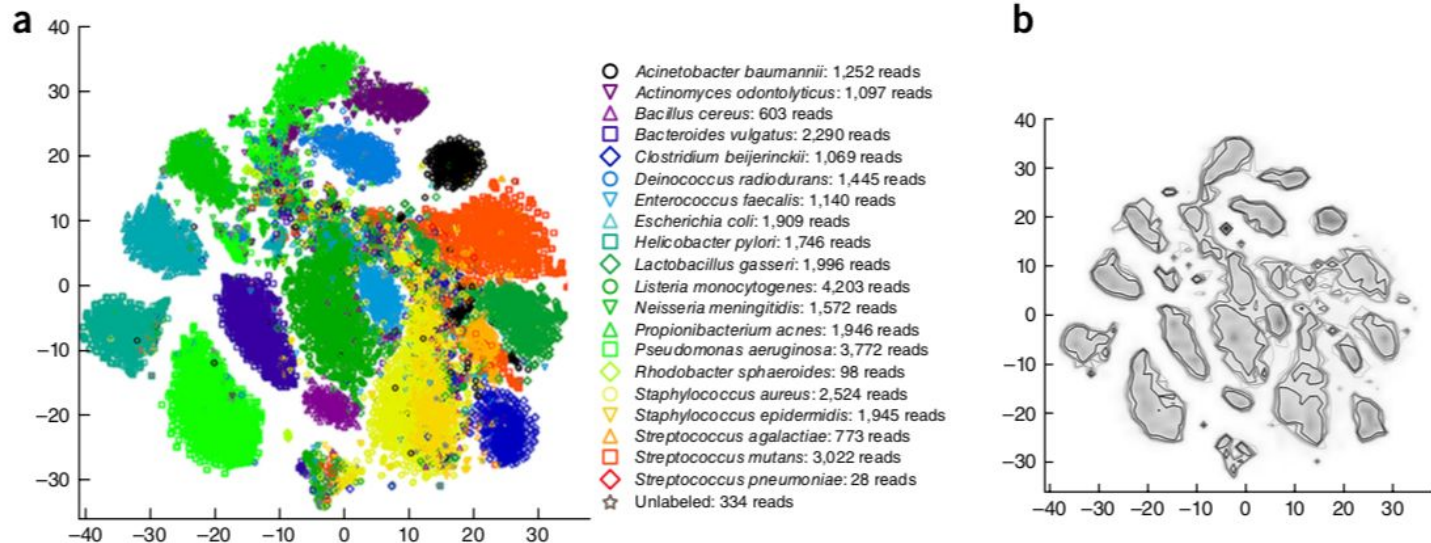 a
40
30
20
10
0
−10
−20
−30
−40 −30 −20 −10 0 10 20 30
Acinetobacter baumannii: 1,252 reads
Actinomyces odontolyticus: 1,097 reads
Bacillus cereus: 603 reads
Bacteroides vulgatus: 2,290 reads
Clostridium beijerinckii: 1,069 reads
Deinococcus radiodurans: 1,445 reads
Enterococcus faecalis: 1,140 reads
Escherichia coli: 1,909 reads
Helicobacter pylori: 1,746 reads
Lactobacillus gasseri: 1,996 reads
Listeria monocytogenes: 4,203 reads
Neisseria meningitidis: 1,572 reads
Propionibacterium acnes: 1,946 reads
Pseudomonas aeruginosa: 3,772 reads
Rhodobacter sphaeroides: 98 reads
Staphylococcus aureus: 2,524 reads
Staphylococcus epidermidis: 1,945 reads
Streptococcus agalactiae: 773 reads
Streptococcus mutans: 3,022 reads
Streptococcus pneumoniae: 28 reads
Unlabeled: 334 reads
b
40
30
20
10
0
−10
−20
−30
−40 −30 −20 −10 0 10 20 30